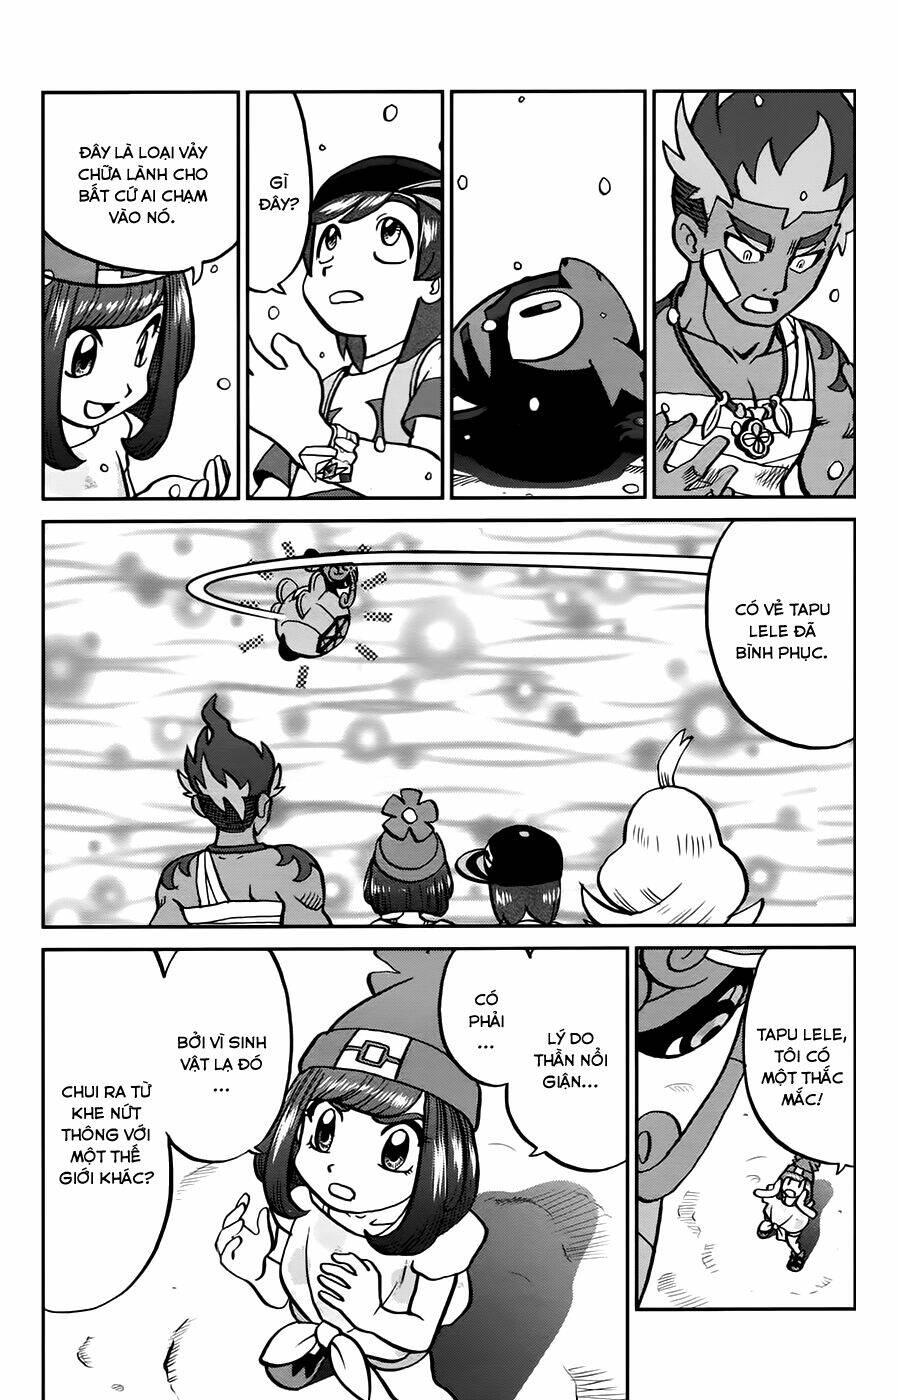 GÌ
ĐÂY?
ĐÂY LÀ LOẠI VẢY
CHỮA LÀNH CHO
BẤT CỨ AI CHẠM
VÀO NÓ.
CÓ VẺ TAPU
LELE ĐÃ
BÌNH PHỤC.
TAPU LELE,
TÔI CÓ
MỘT THẮC
MẮC!
LÝ DO
THẦN NỔI
GIẬN...
CÓ
PHẢI
...
BỞI VÌ SINH
VẬT LẠ ĐÓ
...
CHUI RA TỪ
KHE NỨT
THÔNG VỚI
MỘT THẾ
GIỚI KHÁC?